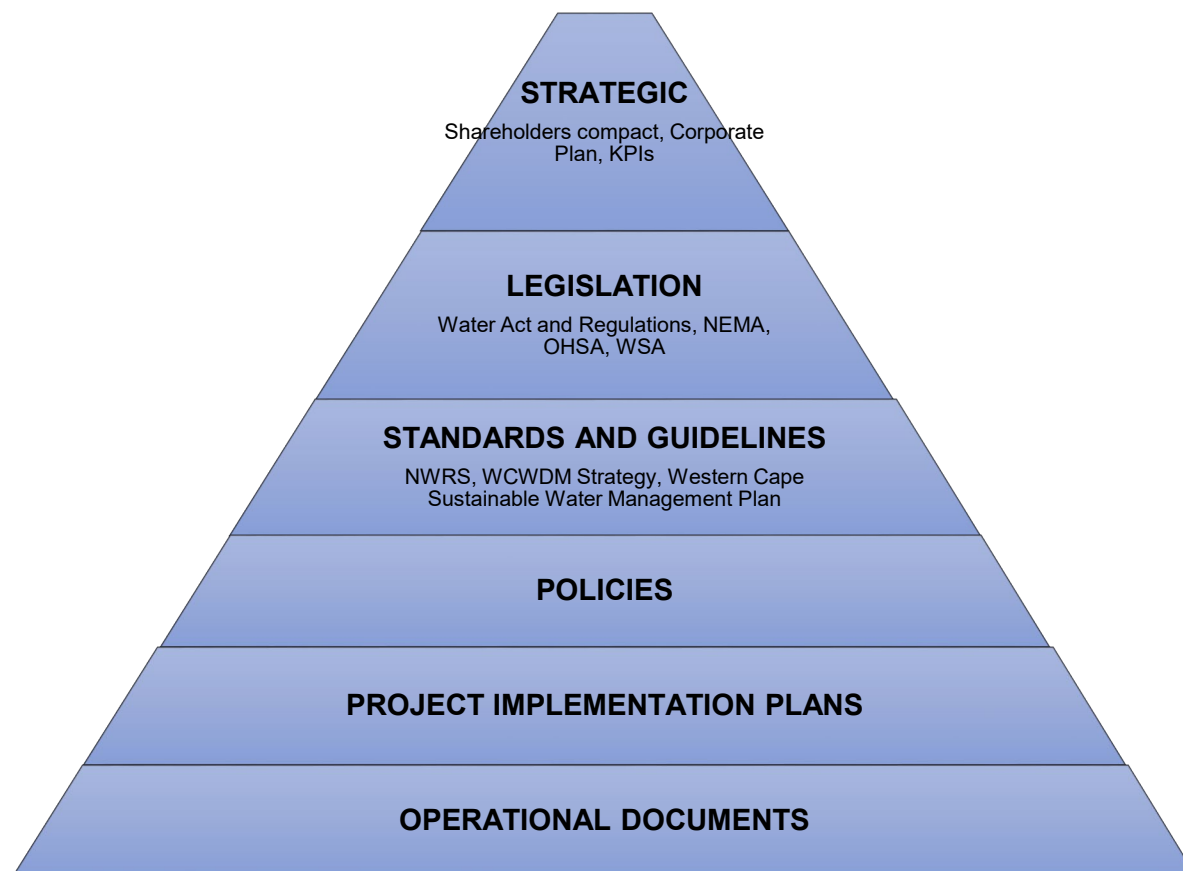 STRATEGIC
Shareholders compact, Corporate
Plan, KPIs
LEGISLATION
Water Act and Regulations, NEMA,
OHSA, WSA
STANDARDS AND GUIDELINES
NWRS, WCWDM Strategy, Western Cape
Sustainable Water Management Plan
POLICIES
PROJECT IMPLEMENTATION PLANS
OPERATIONAL DOCUMENTS